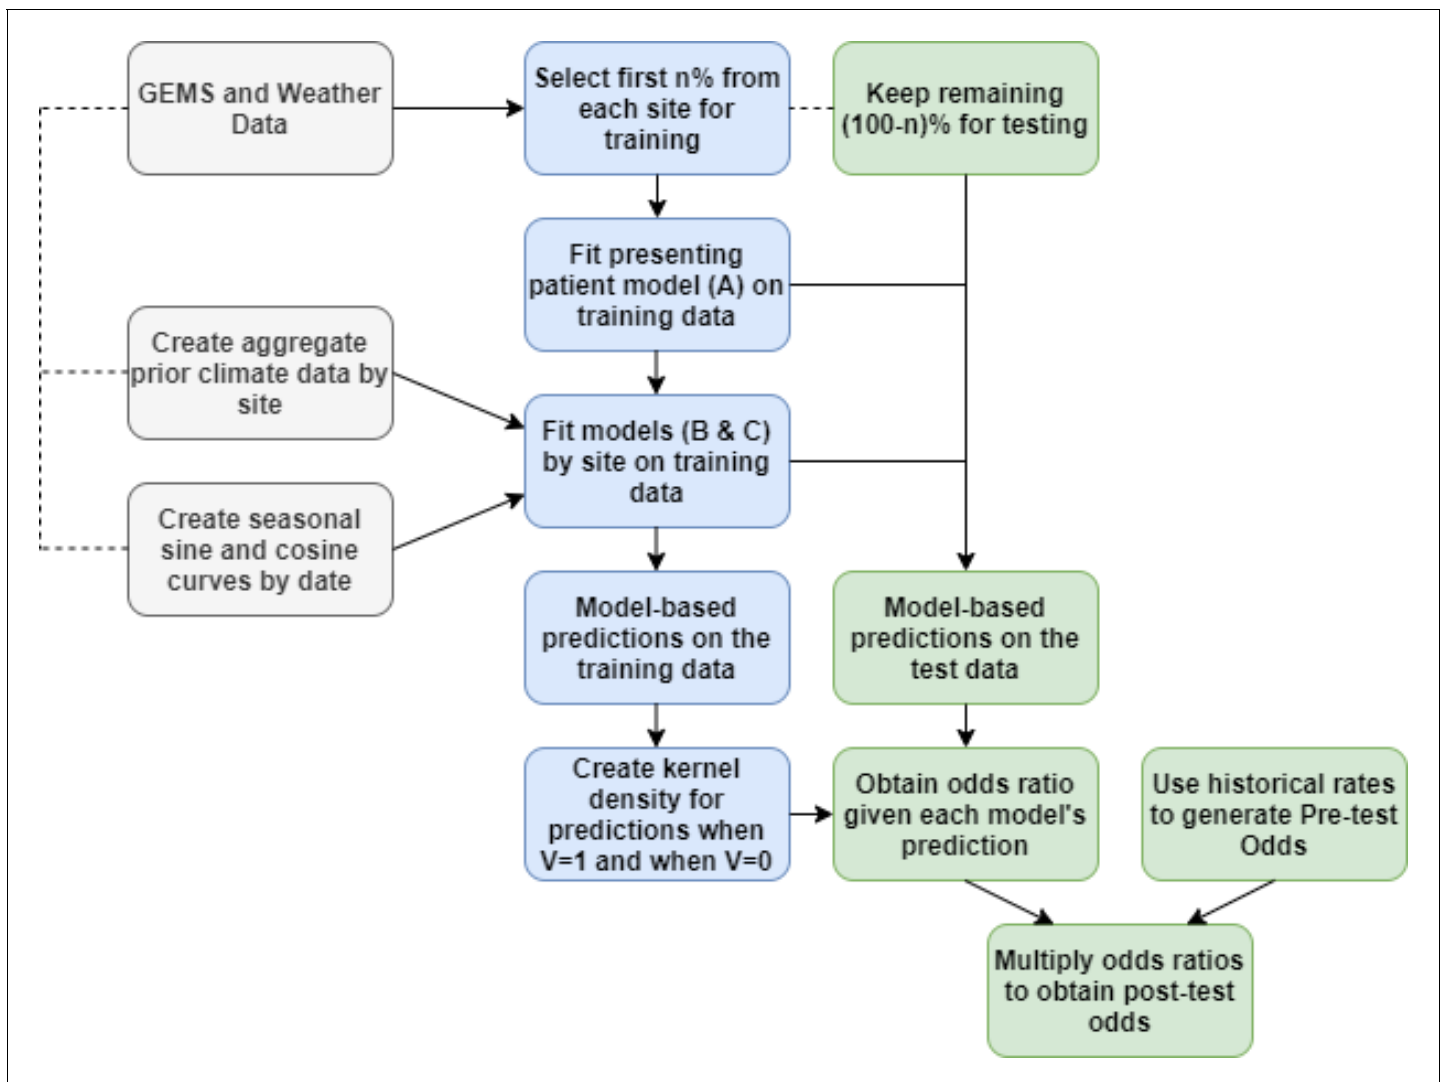 GEMS and Weather
Data
Select first n% from
each site for
training
Keep remaining
(100-n)% for testing
Fit presenting
patient model (A) on
training data
Create aggregate
prior climate data by
site
Fit models (B & C)
by site on training
data
Create seasonal
sine and cosine
curves by date
Model-based
predictions on the
training data
Model-based
predictions on the
test data
Create kernel
density for
predictions when
V=1 and when V=0
Obtain odds ratio
given each model's
prediction
Use historical rates
to generate Pre-test
Odds
Multiply odds ratios
to obtain post-test
odds